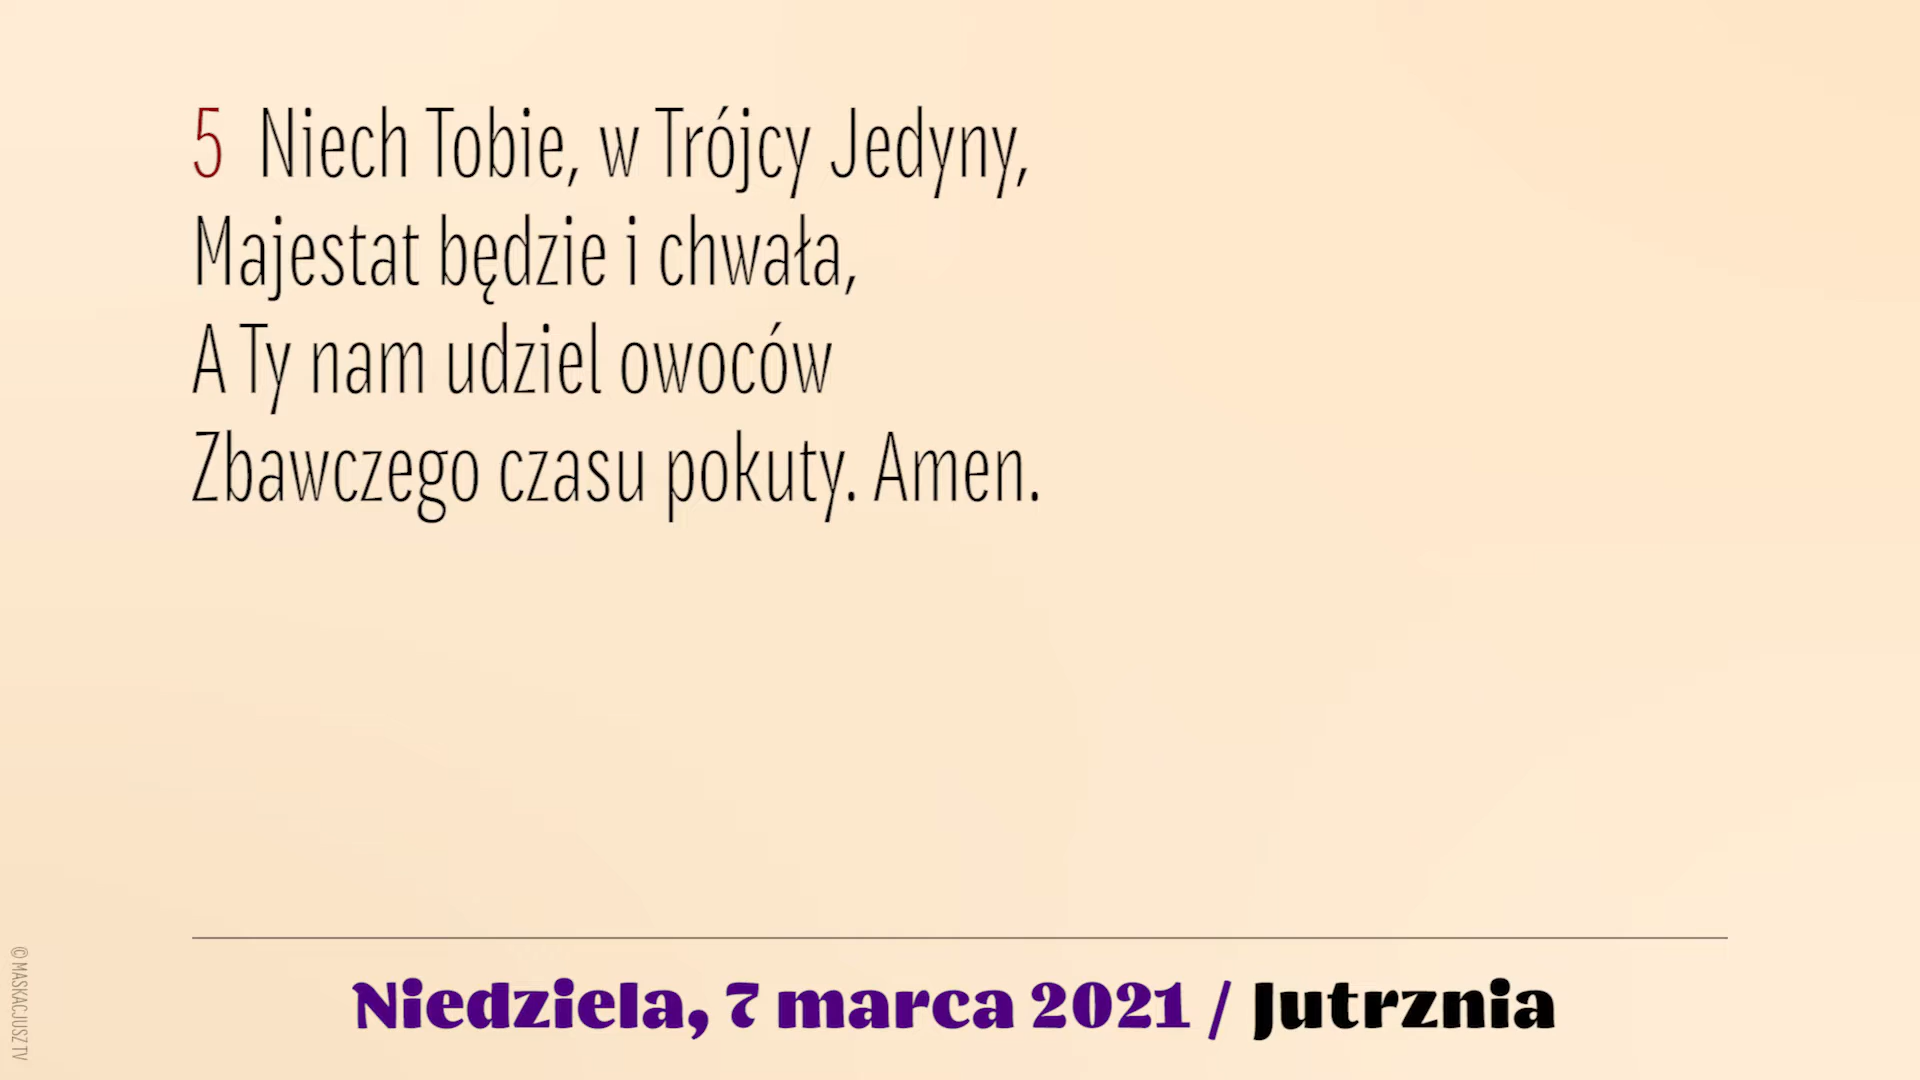 5 Niech Tobie, w Trójcy Jedyny,
Majestat będzie i chwała,
A Ty nam udziel owoców
Zbawczego czasu pokuty. Amen.
Niedziela, 7 marca 2021 / Jutrznia
© MASKACJUSZ TV